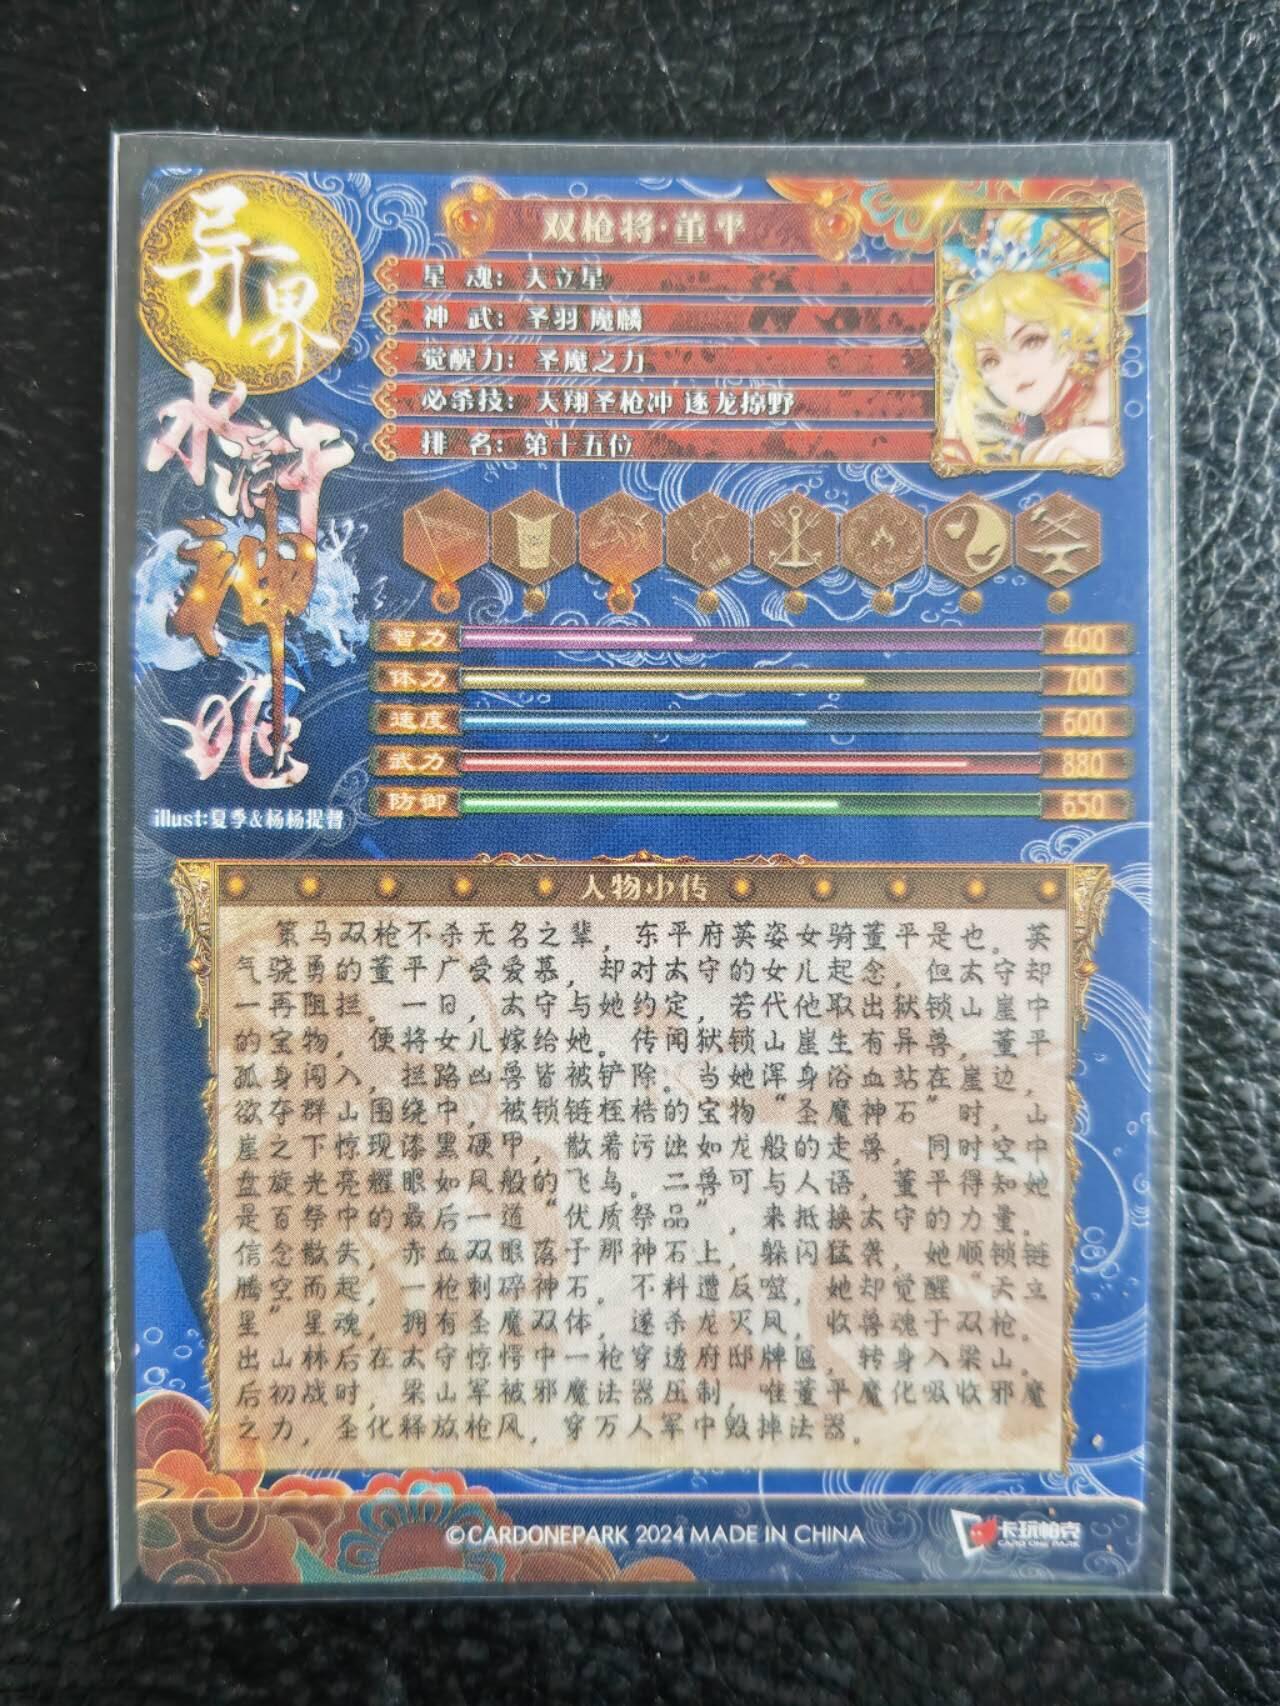 异界
水浒
神
魂
illust:夏季&杨杨提督
双枪将·董平
星 魂：天立星
神 武：圣羽 魔麟
觉醒力：圣魔之力
必杀技：天翔圣枪冲 逐龙掠野
排 名：第十五位
智力 400
体力 700
速度 600
武力 880
防御 650
人物小传
策马双枪不杀无名之辈，东平府英姿女骑董平是也。英
气骁勇的董平广受爱慕，却对太守的女儿起念，但太守却
一再阻拦。一日，太守与她约定，若代他取出狱锁山崖中
的宝物，便将女儿嫁给她。传闻狱锁山崖生有异兽，董平
孤身闯入，拦路凶兽皆被铲除。当她浑身浴血站在崖边，
欲夺群山围绕中，被锁链桎梏的宝物“圣魔神石”时，山
崖之下惊现漆黑硬甲，散着污浊如龙般的走兽，同时空中
盘旋光亮耀眼如凤般的飞鸟。二兽可与人语，董平得知她
是百祭中的最后一道“优质祭品”，来抵换太守的力量。
信念散失，赤血双眼落于那神石上，躲闪猛袭，她顺锁链
腾空而起，一枪刺碎神石。不料遭反噬，她却觉醒“天立
星”星魂，拥有圣魔双体，遂杀龙灭凤，收兽魂于双枪。
出山林后在太守惊愕中一枪穿透府邸牌匾，转身入梁山。
后初战时，梁山军被邪魔法器压制，唯董平魔化吸收邪魔
之力，圣化释放枪风，穿万人军中毁掉法器。
©CARDONEPARK 2024 MADE IN CHINA
卡玩帕克
CARD ONE PARK